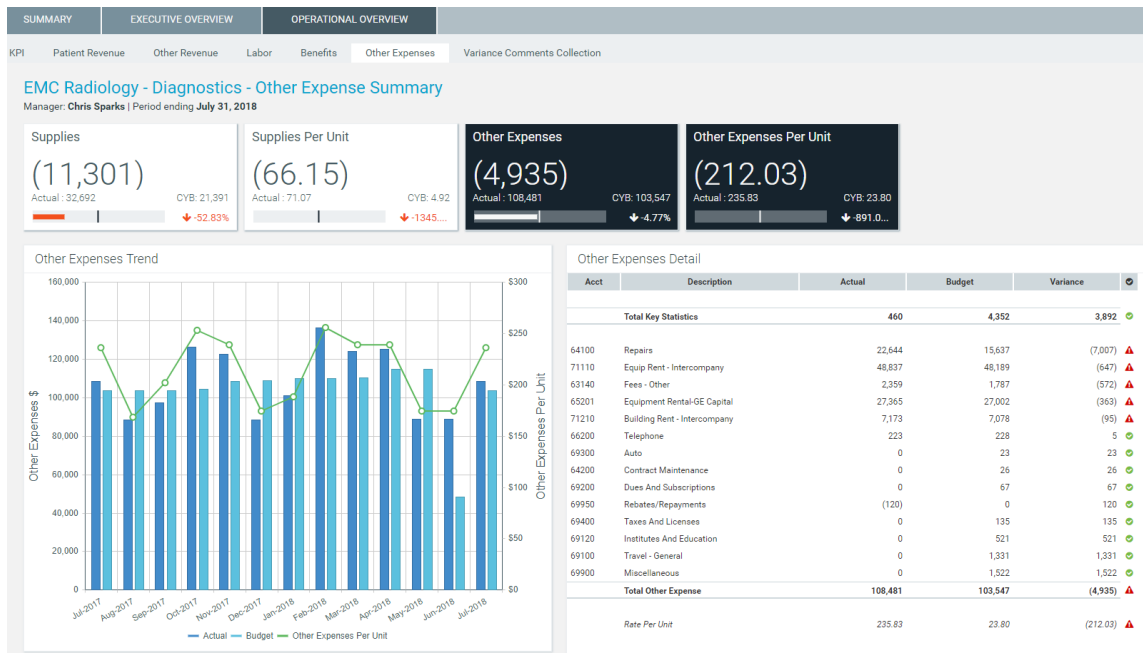 SUMMARY EXECUTIVE OVERVIEW OPERATIONAL OVERVIEW
KPI Patient Revenue Other Revenue Labor Benefits Other Expenses Variance Comments Collection
EMC Radiology - Diagnostics - Other Expense Summary
Manager: Chris Sparks | Period ending July 31, 2018
Supplies
(11,301)
Actual : 32,692 CYB: 21,391
-52.83%
Supplies Per Unit
(66.15)
Actual : 71.07 CYB: 4.92
-1345....
Other Expenses
(4,935)
Actual : 108,481 CYB: 103,547
-4.77%
Other Expenses Per Unit
(212.03)
Actual : 235.83 CYB: 23.80
-891.0...
Other Expenses Trend
160,000
140,000
120,000
100,000
80,000
60,000
40,000
20,000
0
Other Expenses $
$300
$250
$200
$150
$100
$50
$0
Other Expenses Per Unit
Jul-2017 Aug-2017 Sep-2017 Oct-2017 Nov-2017 Dec-2017 Jan-2018 Feb-2018 Mar-2018 Apr-2018 May-2018 Jun-2018 Jul-2018
Actual Budget Other Expenses Per Unit
Other Expenses Detail
Acct Description Actual Budget Variance
Total Key Statistics 460 4,352 3,892
64100 Repairs 22,644 15,637 (7,007)
71110 Equip Rent - Intercompany 48,837 48,189 (647)
63140 Fees - Other 2,359 1,787 (572)
65201 Equipment Rental-GE Capital 27,365 27,002 (363)
71210 Building Rent - Intercompany 7,173 7,078 (95)
66200 Telephone 223 228 5
69300 Auto 0 23 23
64200 Contract Maintenance 0 26 26
69200 Dues And Subscriptions 0 67 67
69950 Rebates/Repayments (120) 0 120
69400 Taxes And Licenses 0 135 135
69120 Institutes And Education 0 521 521
69100 Travel - General 0 1,331 1,331
69900 Miscellaneous 0 1,522 1,522
Total Other Expense 108,481 103,547 (4,935)
Rate Per Unit 235.83 23.80 (212.03)